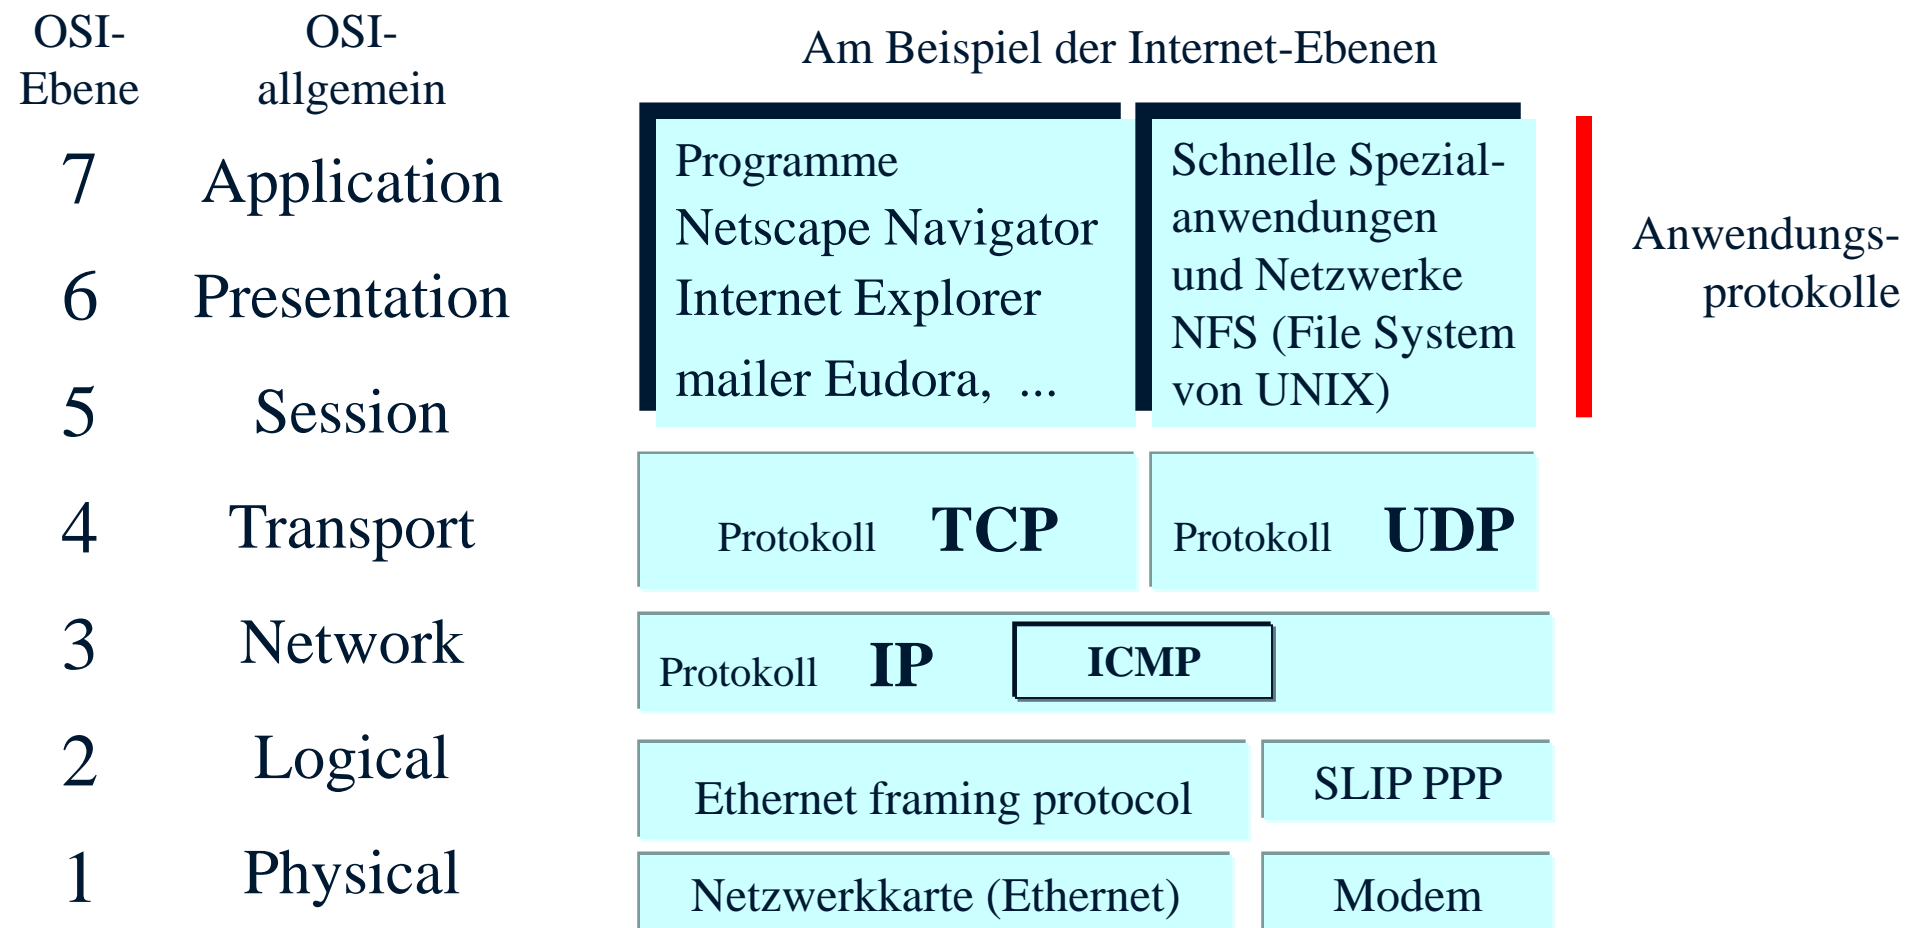 OSI-
Ebene
OSI-
allgemein
Am Beispiel der Internet-Ebenen
7 Application
6 Presentation
5 Session
4 Transport
3 Network
2 Logical
1 Physical
Programme
Netscape Navigator
Internet Explorer
mailer Eudora, ...
Schnelle Spezial-
anwendungen
und Netzwerke
NFS (File System
von UNIX)
Anwendungs-
protokolle
Protokoll TCP
Protokoll UDP
Protokoll IP
ICMP
Ethernet framing protocol
SLIP PPP
Netzwerkkarte (Ethernet)
Modem